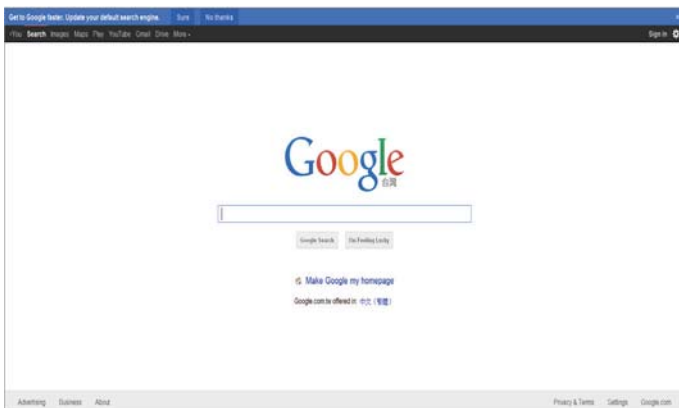 Get to Google faster. Update your default search engine. Sure No thanks
+You Search Images Maps Play YouTube Gmail Drive More
Sign in
Google
台灣
Google Search I'm Feeling Lucky
Make Google my homepage
Google.com.tw offered in: 中文（繁體）
Advertising Business About Privacy & Terms Settings Google.com